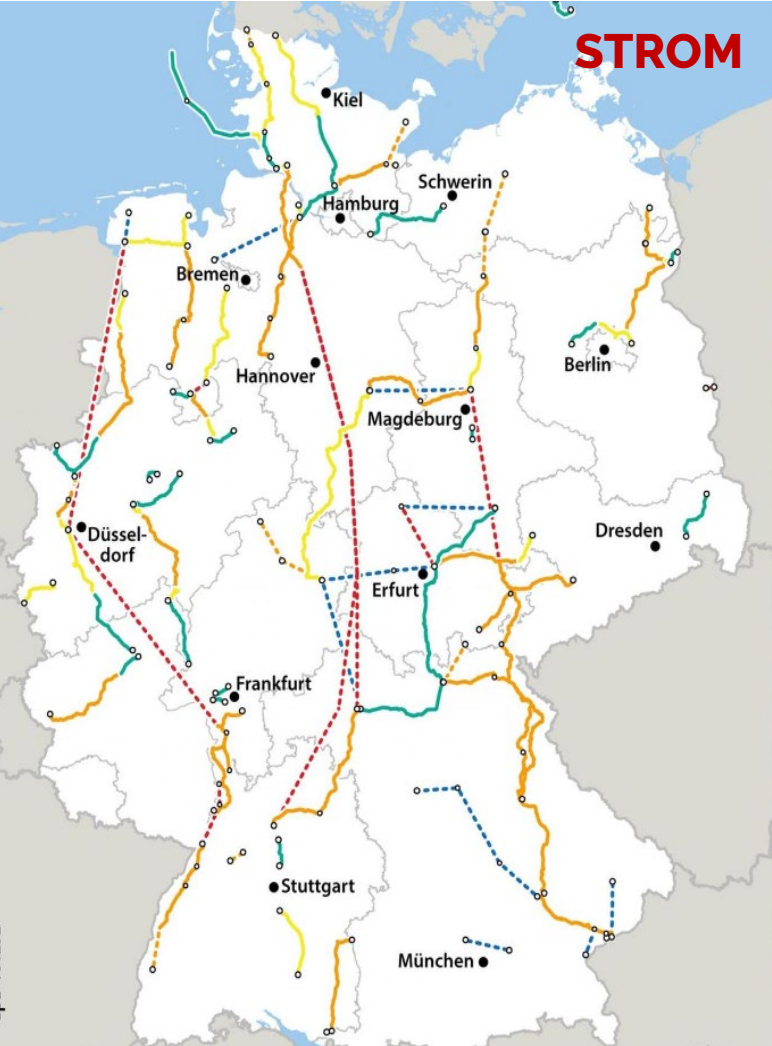 STROM
Kiel
Schwerin
Hamburg
Bremen
Berlin
Hannover
Magdeburg
Düssel-
dorf
Dresden
Erfurt
Frankfurt
Stuttgart
München